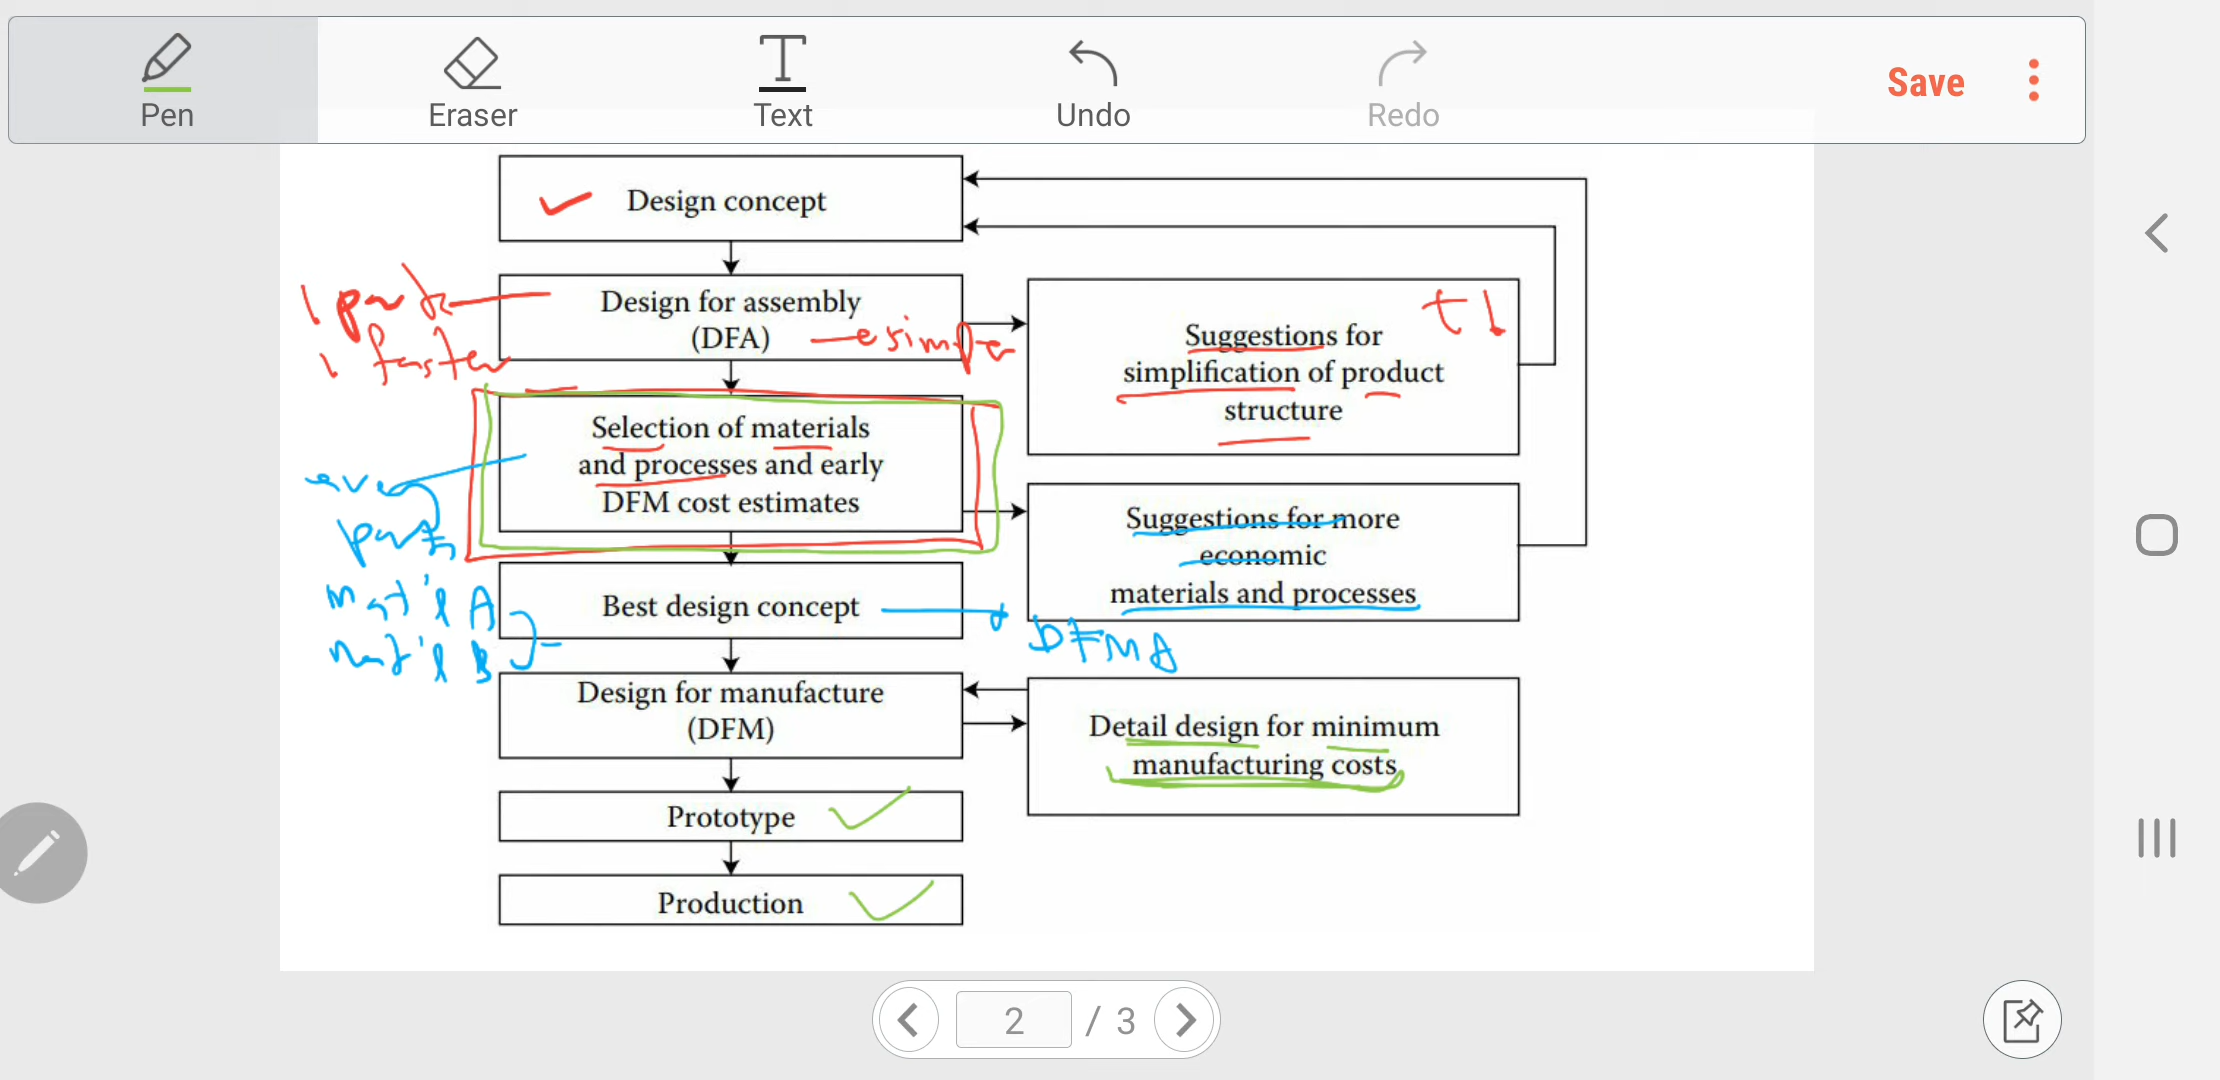 Pen
Eraser
Text
Undo
Redo
Save
Design concept
Design for assembly
(DFA)
Suggestions for
simplification of product
structure
t
Selection of materials
and processes and early
DFM cost estimates
Suggestions for more
economic
materials and processes
mat'l A
mat'l B
Best design concept
DFMA
Design for manufacture
(DFM)
Detail design for minimum
manufacturing costs
Prototype
Production
2 / 3